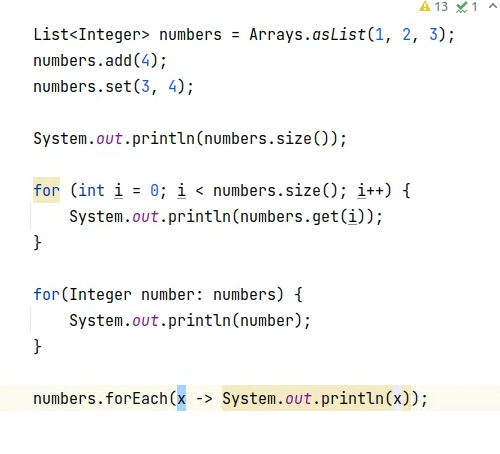 13 1
List<Integer> numbers = Arrays.asList(1, 2, 3);
numbers.add(4);
numbers.set(3, 4);
System.out.println(numbers.size());
for (int i = 0; i < numbers.size(); i++) {
    System.out.println(numbers.get(i));
}
for(Integer number: numbers) {
    System.out.println(number);
}
numbers.forEach(x -> System.out.println(x));